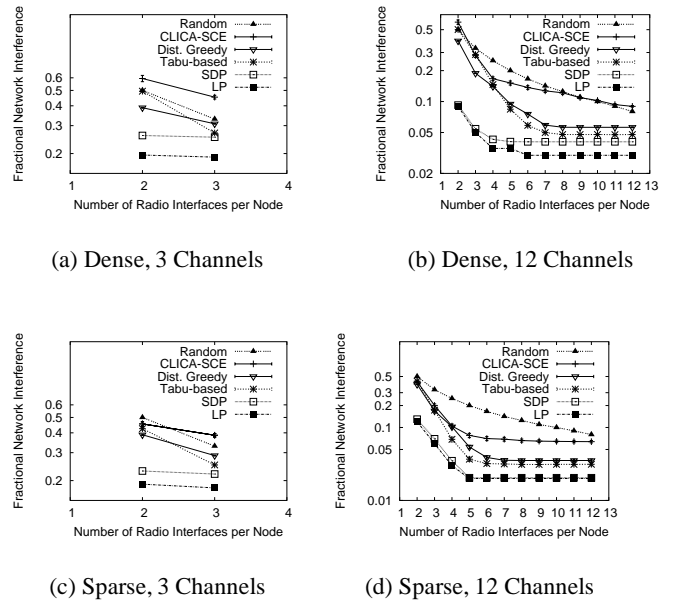 Fractional Network Interference
0.6
0.5
0.4
0.3
0.2
1 2 3 4
Number of Radio Interfaces per Node
Random
CLICA-SCE
Dist. Greedy
Tabu-based
SDP
LP
(a) Dense, 3 Channels
Fractional Network Interference
0.5
0.3
0.2
0.1
0.05
0.02
1 2 3 4 5 6 7 8 9 10 11 12 13
Number of Radio Interfaces per Node
Random
CLICA-SCE
Dist. Greedy
Tabu-based
SDP
LP
(b) Dense, 12 Channels
Fractional Network Interference
0.6
0.5
0.4
0.3
0.2
1 2 3 4
Number of Radio Interfaces per Node
Random
CLICA-SCE
Dist. Greedy
Tabu-based
SDP
LP
(c) Sparse, 3 Channels
Fractional Network Interference
0.5
0.3
0.2
0.1
0.05
0.01
1 2 3 4 5 6 7 8 9 10 11 12 13
Number of Radio Interfaces per Node
Random
CLICA-SCE
Dist. Greedy
Tabu-based
SDP
LP
(d) Sparse, 12 Channels